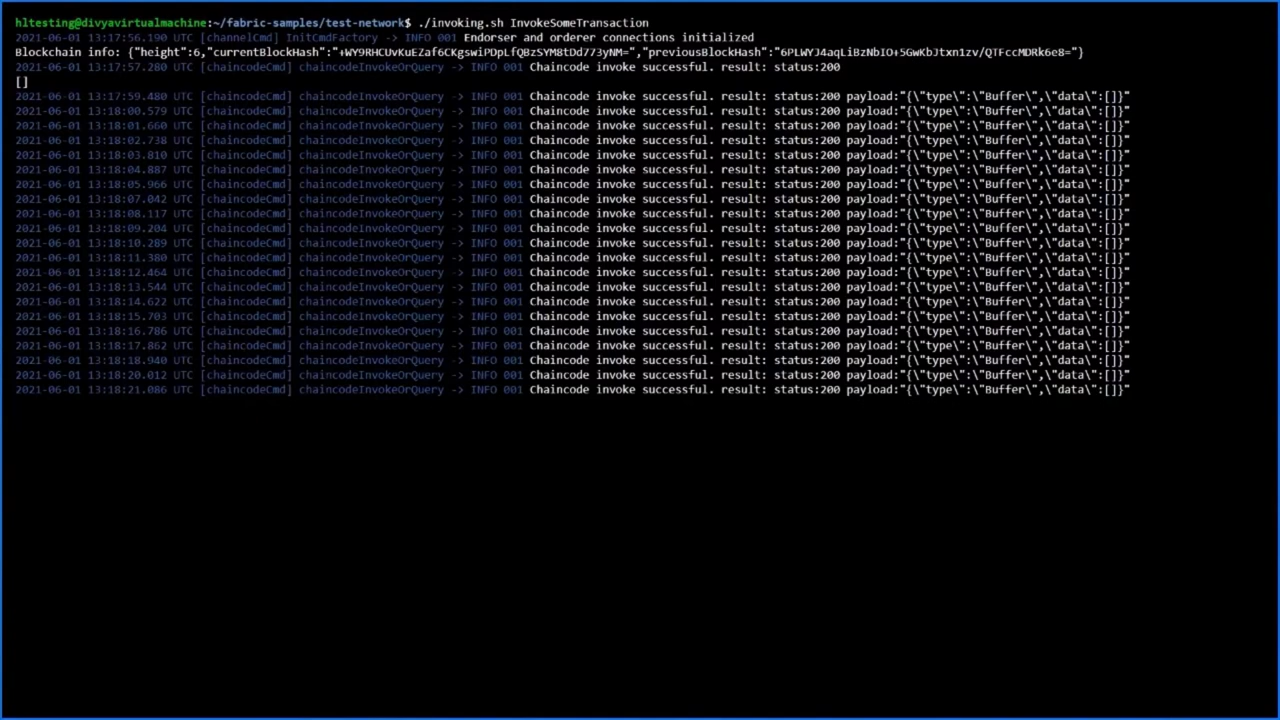 hltesting@divyavirtualmachine:~/fabric-samples/test-network$ ./invoking.sh InvokeSomeTransaction
2021-06-01 13:17:56.190 UTC [channelCmd] InitCmdFactory -> INFO 001 Endorser and orderer connections initialized
Blockchain info: {"height":6,"currentBlockHash":"+WY9RHCUvKuEZaf6CKgswiPDpLfQBzSYM8tDd773yNM=","previousBlockHash":"6PLWYJ4aqLiBzNbIO+5GwKbJtxn1zv/QTFccMDRk6e8="}
2021-06-01 13:17:57.280 UTC [chaincodeCmd] chaincodeInvokeOrQuery -> INFO 001 Chaincode invoke successful. result: status:200
[]
2021-06-01 13:17:59.480 UTC [chaincodeCmd] chaincodeInvokeOrQuery -> INFO 001 Chaincode invoke successful. result: status:200 payload:"{\"type\":\"Buffer\",\"data\":[]}"
2021-06-01 13:18:00.579 UTC [chaincodeCmd] chaincodeInvokeOrQuery -> INFO 001 Chaincode invoke successful. result: status:200 payload:"{\"type\":\"Buffer\",\"data\":[]}"
2021-06-01 13:18:01.660 UTC [chaincodeCmd] chaincodeInvokeOrQuery -> INFO 001 Chaincode invoke successful. result: status:200 payload:"{\"type\":\"Buffer\",\"data\":[]}"
2021-06-01 13:18:02.738 UTC [chaincodeCmd] chaincodeInvokeOrQuery -> INFO 001 Chaincode invoke successful. result: status:200 payload:"{\"type\":\"Buffer\",\"data\":[]}"
2021-06-01 13:18:03.810 UTC [chaincodeCmd] chaincodeInvokeOrQuery -> INFO 001 Chaincode invoke successful. result: status:200 payload:"{\"type\":\"Buffer\",\"data\":[]}"
2021-06-01 13:18:04.887 UTC [chaincodeCmd] chaincodeInvokeOrQuery -> INFO 001 Chaincode invoke successful. result: status:200 payload:"{\"type\":\"Buffer\",\"data\":[]}"
2021-06-01 13:18:05.966 UTC [chaincodeCmd] chaincodeInvokeOrQuery -> INFO 001 Chaincode invoke successful. result: status:200 payload:"{\"type\":\"Buffer\",\"data\":[]}"
2021-06-01 13:18:07.042 UTC [chaincodeCmd] chaincodeInvokeOrQuery -> INFO 001 Chaincode invoke successful. result: status:200 payload:"{\"type\":\"Buffer\",\"data\":[]}"
2021-06-01 13:18:08.117 UTC [chaincodeCmd] chaincodeInvokeOrQuery -> INFO 001 Chaincode invoke successful. result: status:200 payload:"{\"type\":\"Buffer\",\"data\":[]}"
2021-06-01 13:18:09.204 UTC [chaincodeCmd] chaincodeInvokeOrQuery -> INFO 001 Chaincode invoke successful. result: status:200 payload:"{\"type\":\"Buffer\",\"data\":[]}"
2021-06-01 13:18:10.289 UTC [chaincodeCmd] chaincodeInvokeOrQuery -> INFO 001 Chaincode invoke successful. result: status:200 payload:"{\"type\":\"Buffer\",\"data\":[]}"
2021-06-01 13:18:11.380 UTC [chaincodeCmd] chaincodeInvokeOrQuery -> INFO 001 Chaincode invoke successful. result: status:200 payload:"{\"type\":\"Buffer\",\"data\":[]}"
2021-06-01 13:18:12.464 UTC [chaincodeCmd] chaincodeInvokeOrQuery -> INFO 001 Chaincode invoke successful. result: status:200 payload:"{\"type\":\"Buffer\",\"data\":[]}"
2021-06-01 13:18:13.544 UTC [chaincodeCmd] chaincodeInvokeOrQuery -> INFO 001 Chaincode invoke successful. result: status:200 payload:"{\"type\":\"Buffer\",\"data\":[]}"
2021-06-01 13:18:14.622 UTC [chaincodeCmd] chaincodeInvokeOrQuery -> INFO 001 Chaincode invoke successful. result: status:200 payload:"{\"type\":\"Buffer\",\"data\":[]}"
2021-06-01 13:18:15.703 UTC [chaincodeCmd] chaincodeInvokeOrQuery -> INFO 001 Chaincode invoke successful. result: status:200 payload:"{\"type\":\"Buffer\",\"data\":[]}"
2021-06-01 13:18:16.786 UTC [chaincodeCmd] chaincodeInvokeOrQuery -> INFO 001 Chaincode invoke successful. result: status:200 payload:"{\"type\":\"Buffer\",\"data\":[]}"
2021-06-01 13:18:17.862 UTC [chaincodeCmd] chaincodeInvokeOrQuery -> INFO 001 Chaincode invoke successful. result: status:200 payload:"{\"type\":\"Buffer\",\"data\":[]}"
2021-06-01 13:18:18.940 UTC [chaincodeCmd] chaincodeInvokeOrQuery -> INFO 001 Chaincode invoke successful. result: status:200 payload:"{\"type\":\"Buffer\",\"data\":[]}"
2021-06-01 13:18:20.012 UTC [chaincodeCmd] chaincodeInvokeOrQuery -> INFO 001 Chaincode invoke successful. result: status:200 payload:"{\"type\":\"Buffer\",\"data\":[]}"
2021-06-01 13:18:21.086 UTC [chaincodeCmd] chaincodeInvokeOrQuery -> INFO 001 Chaincode invoke successful. result: status:200 payload:"{\"type\":\"Buffer\",\"data\":[]}"